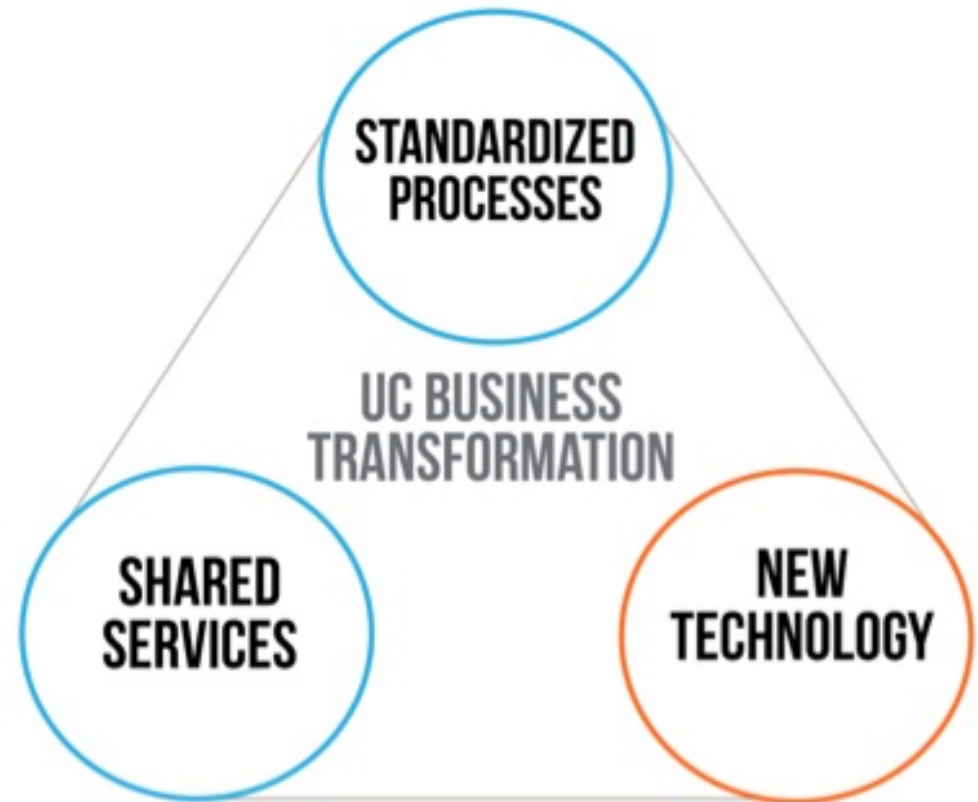 STANDARDIZED
PROCESSES
UC BUSINESS
TRANSFORMATION
SHARED
SERVICES
NEW
TECHNOLOGY